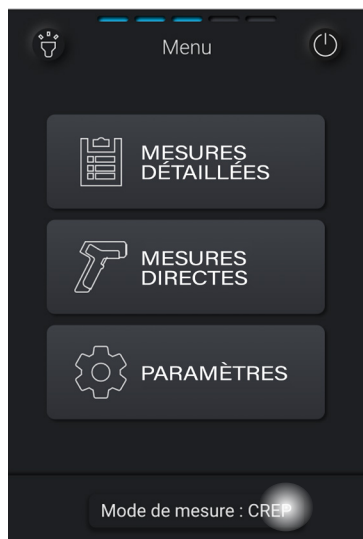 Menu
MESURES
DÉTAILLÉES
MESURES
DIRECTES
PARAMÈTRES
Mode de mesure : CREP